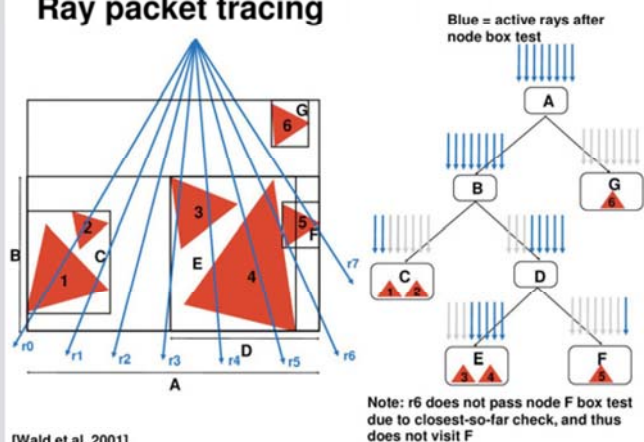 Ray packet tracing
Blue = active rays after
node box test
A
B
G
6
C
1 2
D
E
3 4
F
5
G
6
2
3
5
F
B
C
1
E
4
r7
r0
r1
r2
r3
r4
r5
r6
D
A
Note: r6 does not pass node F box test
due to closest-so-far check, and thus
does not visit F
[Wald et al. 2001]